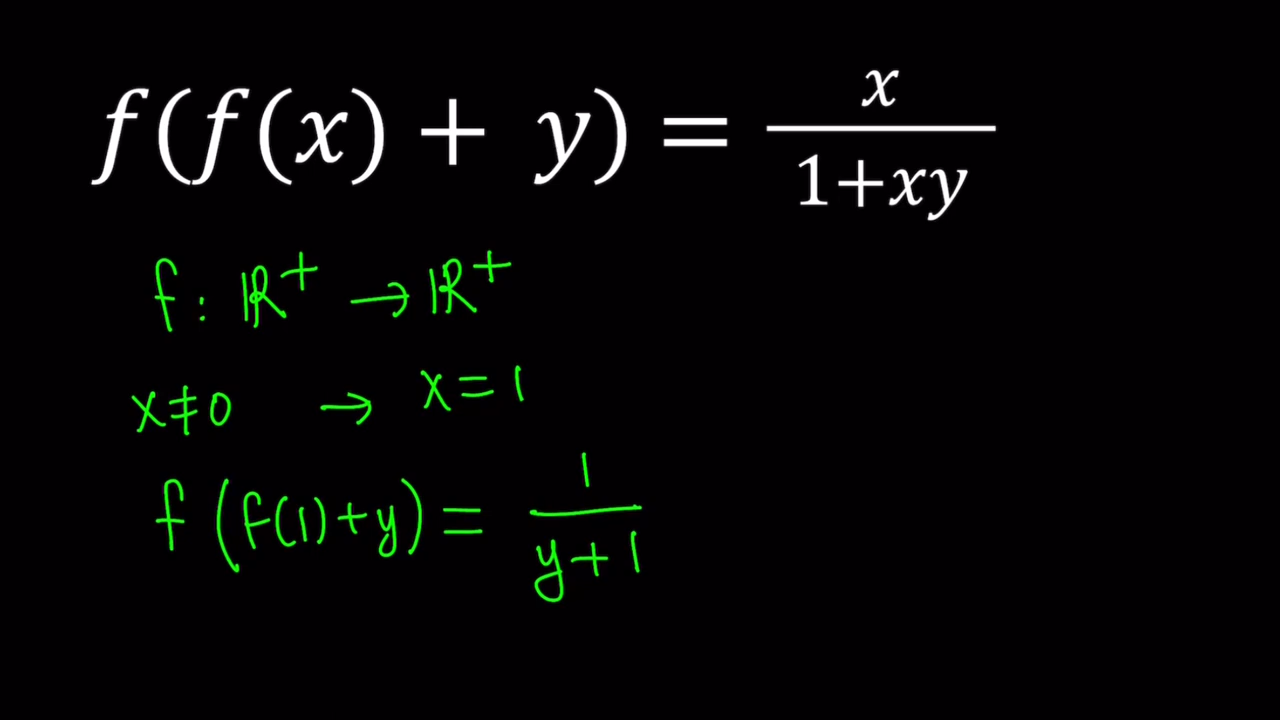 f(f(x) + y) = x/(1+xy)
f: ℝ⁺ → ℝ⁺
x≠0 → x=1
f(f(1)+y) = 1/(y+1)